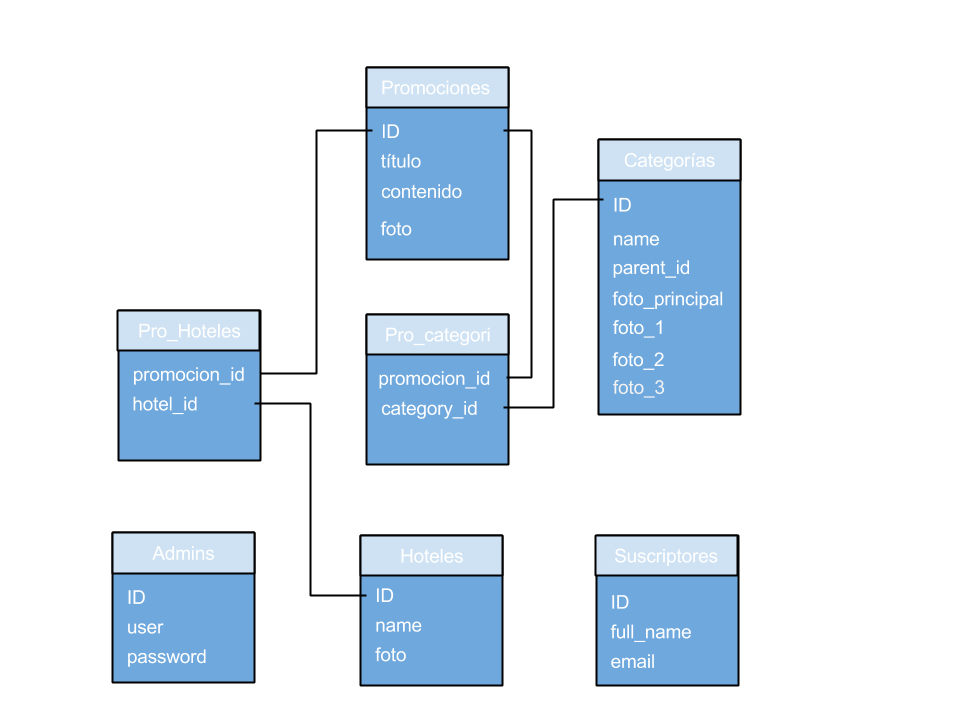 Promociones
ID
título
contenido
foto
Categorías
ID
name
parent_id
foto_principal
foto_1
foto_2
foto_3
Pro_Hoteles
promocion_id
hotel_id
Pro_categori
promocion_id
category_id
Admins
ID
user
password
Hoteles
ID
name
foto
Suscriptores
ID
full_name
email